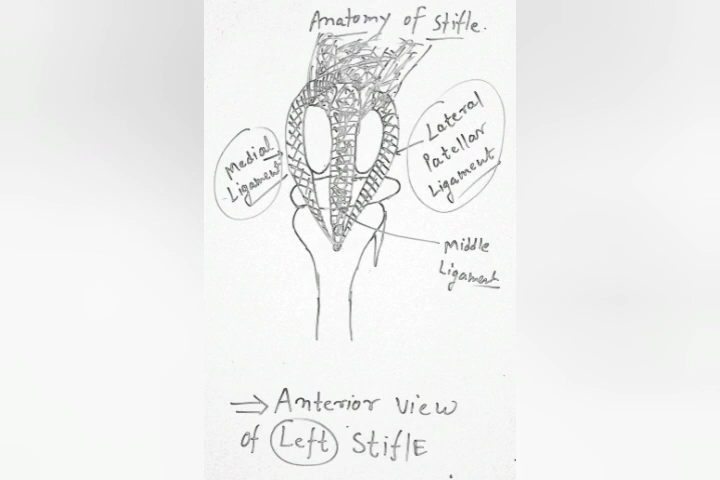 Anatomy of Stifle.
Medial
Ligament
Lateral
Patellar
Ligament
Middle
Ligament
⇒ Anterior view
of Left StiflE